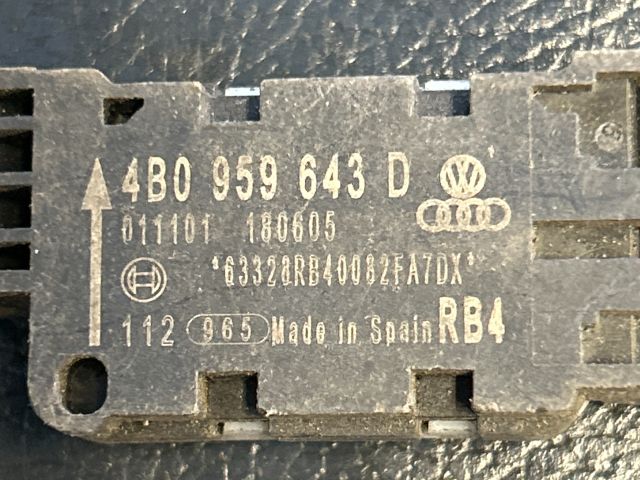 4B0 959 643 D
011101 180605
*63328RB40082FA7DX*
112 965 Made in Spain RB4